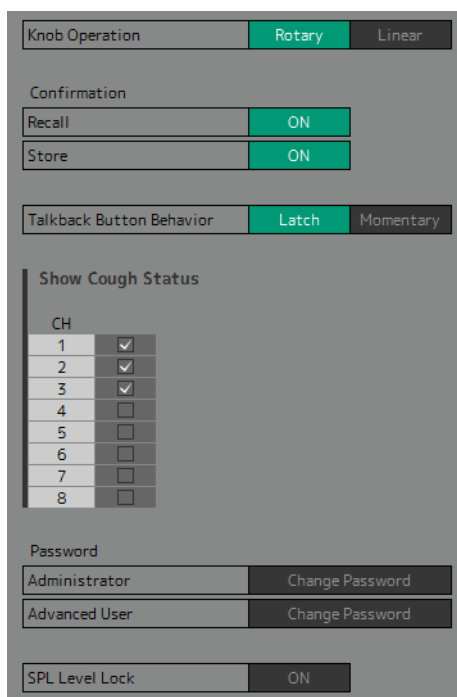 Knob Operation Rotary Linear
Confirmation
Recall ON
Store ON
Talkback Button Behavior Latch Momentary
Show Cough Status
CH
1
2
3
4
5
6
7
8
Password
Administrator Change Password
Advanced User Change Password
SPL Level Lock ON